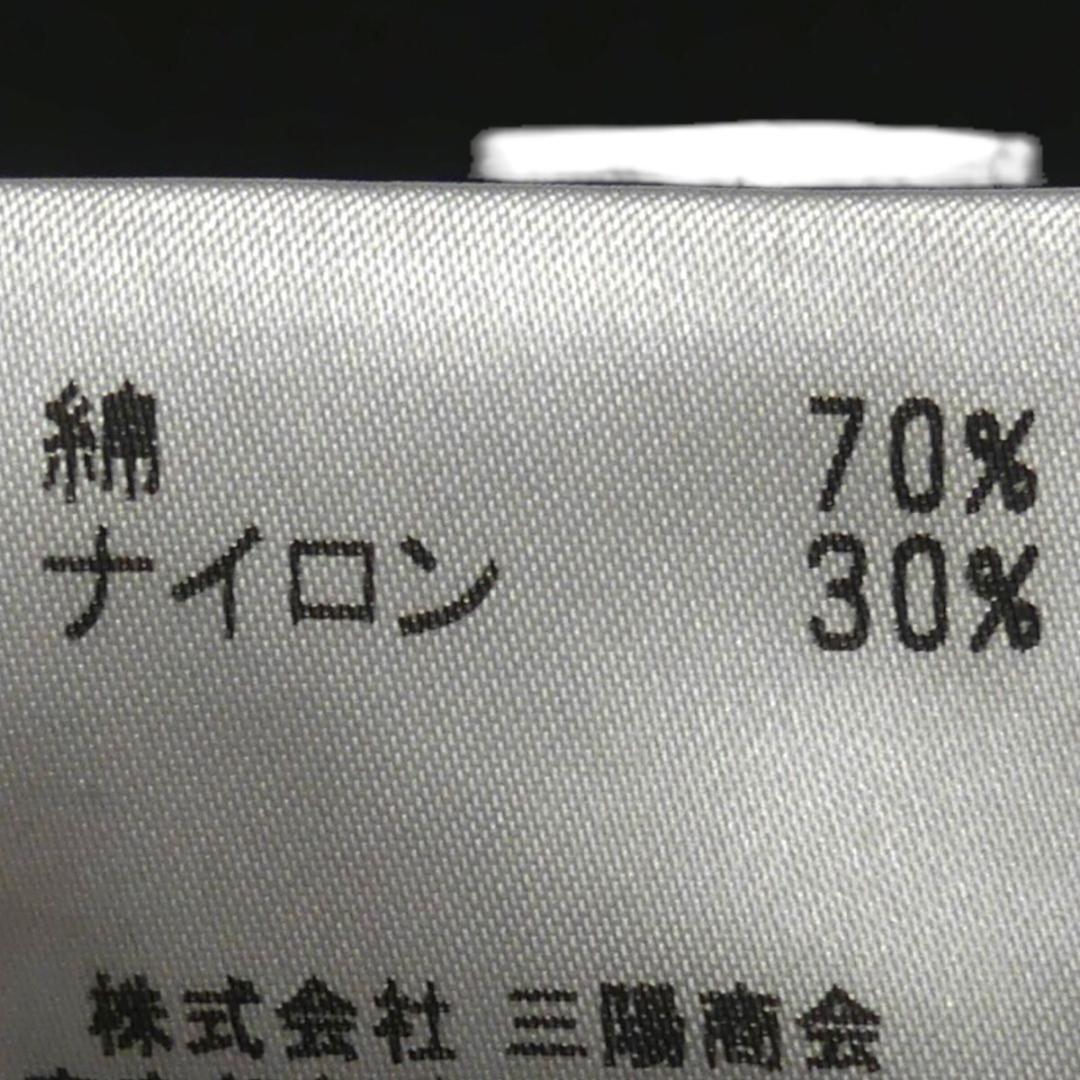 綿 70%
ナイロン 30%
株式会社 三陽商会